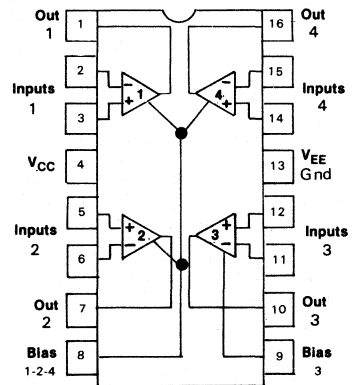 Out 1 16 Out
1 4
2 - - 15
Inputs 1 4. Inputs
1 3 + + 14 4
V.CC 4 13 VEE
Gnd
5 + + 12
Inputs 2. 3 Inputs
2 6 - - 11 3
Out 7 10 Out
2 3
Bias 8 9 Bias
1-2-4 3